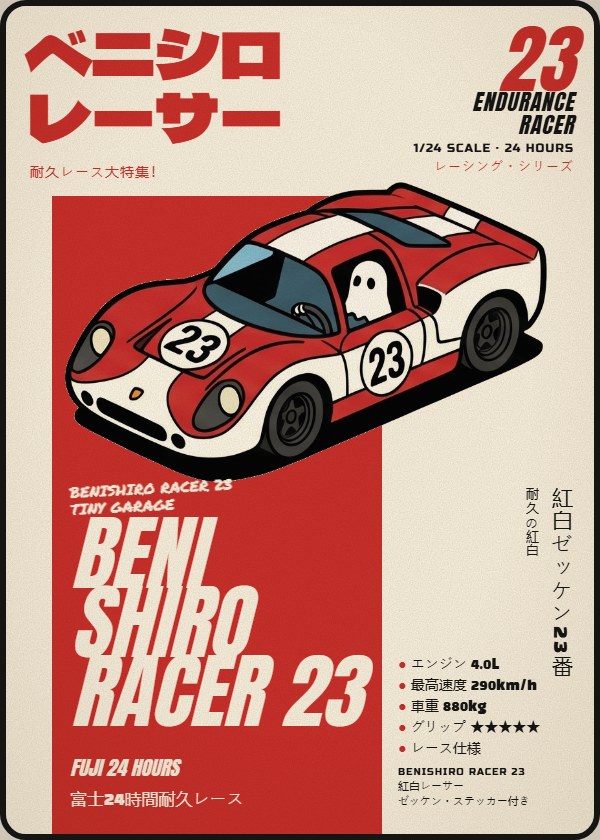 ベニシロ
レーサー
耐久レース大特集！
23
ENDURANCE
RACER
1/24 SCALE · 24 HOURS
レーシング・シリーズ
23
23
BENISHIRO RACER 23
TINY GARAGE
BENI
SHIRO
RACER 23
FUJI 24 HOURS
富士24時間耐久レース
紅白ゼッケン23番
耐久の紅白
● エンジン 4.0L
● 最高速度 290km/h
● 車重 880kg
● グリップ ★★★★★
● レース仕様
BENISHIRO RACER 23
紅白レーサー
ゼッケン・ステッカー付き